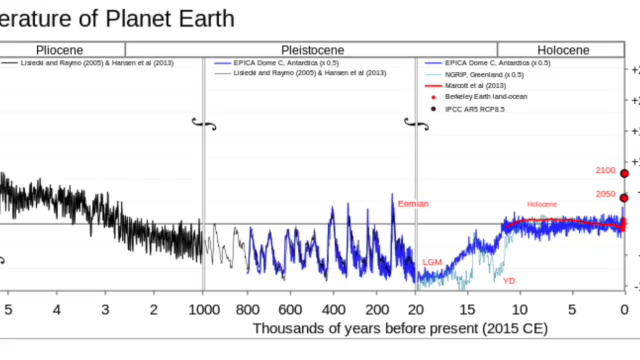 erature of Planet Earth
Pliocene Pleistocene Holocene
Lisiecki and Raymo (2005) & Hansen et al (2013)
EPICA Dome C, Antarctica (x 0.5)
Lisiecki and Raymo (2005) & Hansen et al (2013)
EPICA Dome C, Antarctica (x 0.5)
NGRIP, Greenland (x 0.5)
Marcott et al (2013)
Berkeley Earth land-ocean
IPCC AR5 RCP8.5
2100
2050
Eemian
Holocene
LGM
YD
5 4 3 2 1000 800 600 400 200 20 15 10 5 0
Thousands of years before present (2015 CE)